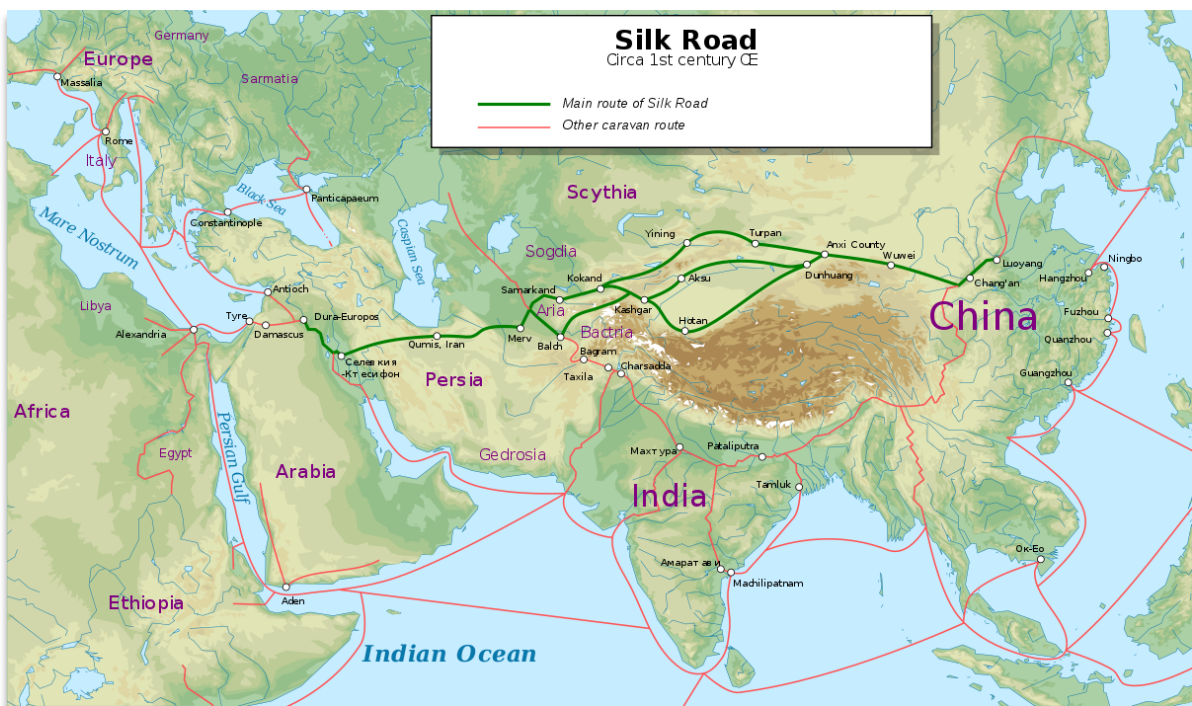 Silk Road
Circa 1st century Œ
Main route of Silk Road
Other caravan route
Germany
Europe
Sarmatia
Massalia
Rome
Italy
Mare Nostrum
Black Sea
Panticapaeum
Constantinople
Caspian Sea
Scythia
Sogdia
Yining
Turpan
Anxi County
Wuwei
Luoyang
Ningbo
Hangzhou
Chang'an
Dunhuang
Aksu
Kokand
Samarkand
Aria
Kashgar
Hotan
Bactria
China
Fuzhou
Quanzhou
Guangzhou
Antioch
Libya
Tyre
Dura-Europos
Alexandria
Damascus
Селевкия
-Ктесифон
Qumis, Iran
Merv
Balch
Bagram
Taxila
Charsadda
Persia
Africa
Egypt
Persian Gulf
Arabia
Gedrosia
Махтура
Pataliputra
India
Tamluk
Амаратави
Machilipatnam
Ок-Ео
Ethiopia
Aden
Indian Ocean